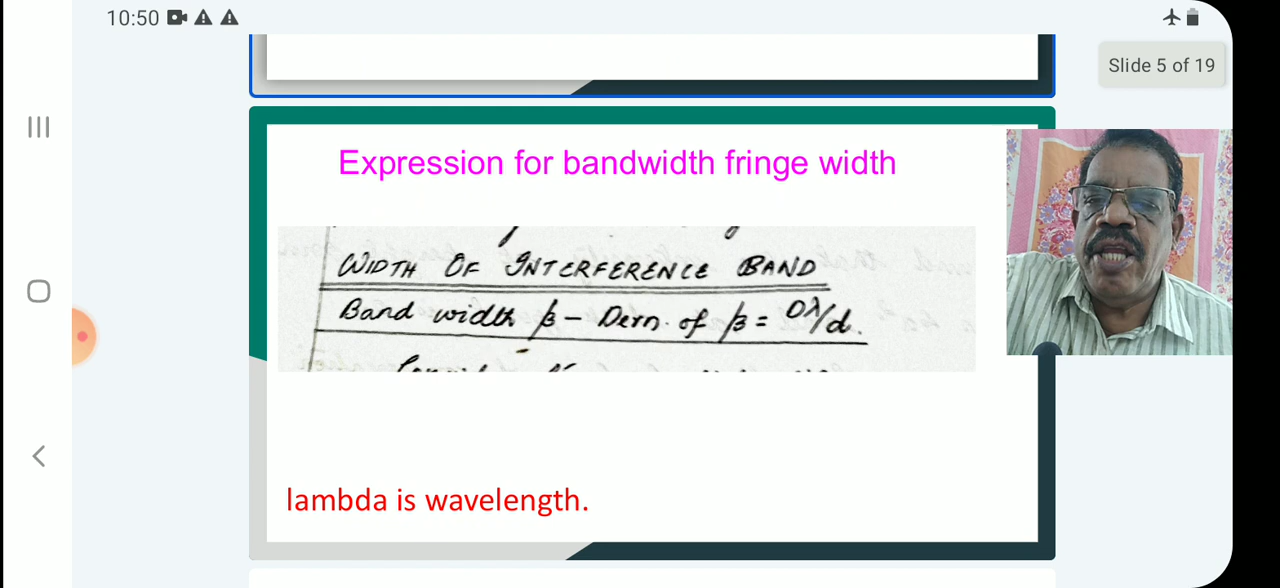 10:50
Slide 5 of 19
Expression for bandwidth fringe width
WIDTH OF INTERFERENCE BAND
Band width β – Dern. of β = Dλ/d.
lambda is wavelength.